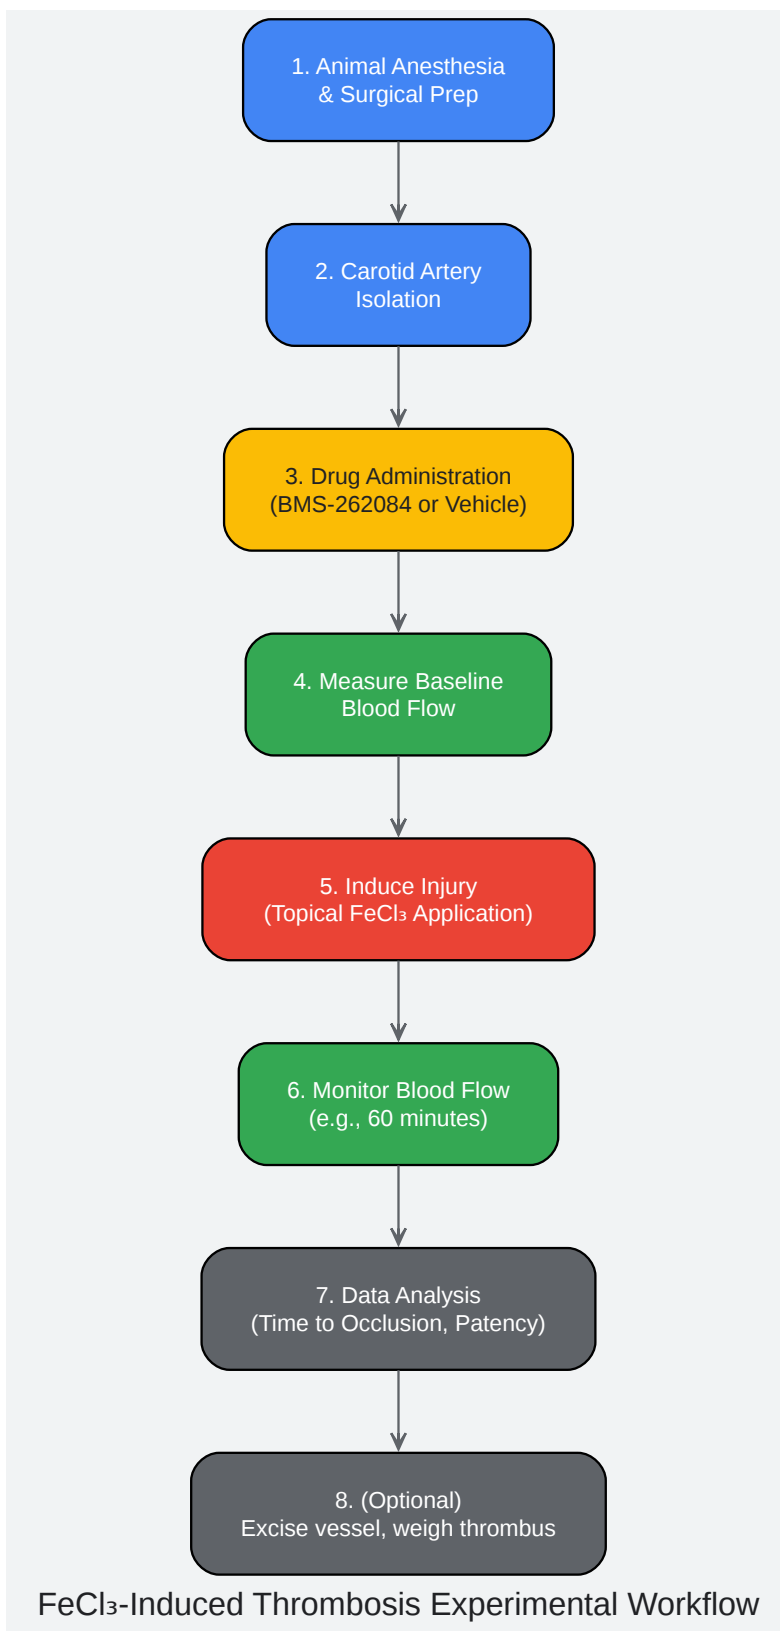 1. Animal Anesthesia
& Surgical Prep
2. Carotid Artery
Isolation
3. Drug Administration
(BMS-262084 or Vehicle)
4. Measure Baseline
Blood Flow
5. Induce Injury
(Topical FeCl₃ Application)
6. Monitor Blood Flow
(e.g., 60 minutes)
7. Data Analysis
(Time to Occlusion, Patency)
8. (Optional)
Excise vessel, weigh thrombus
FeCl₃-Induced Thrombosis Experimental Workflow